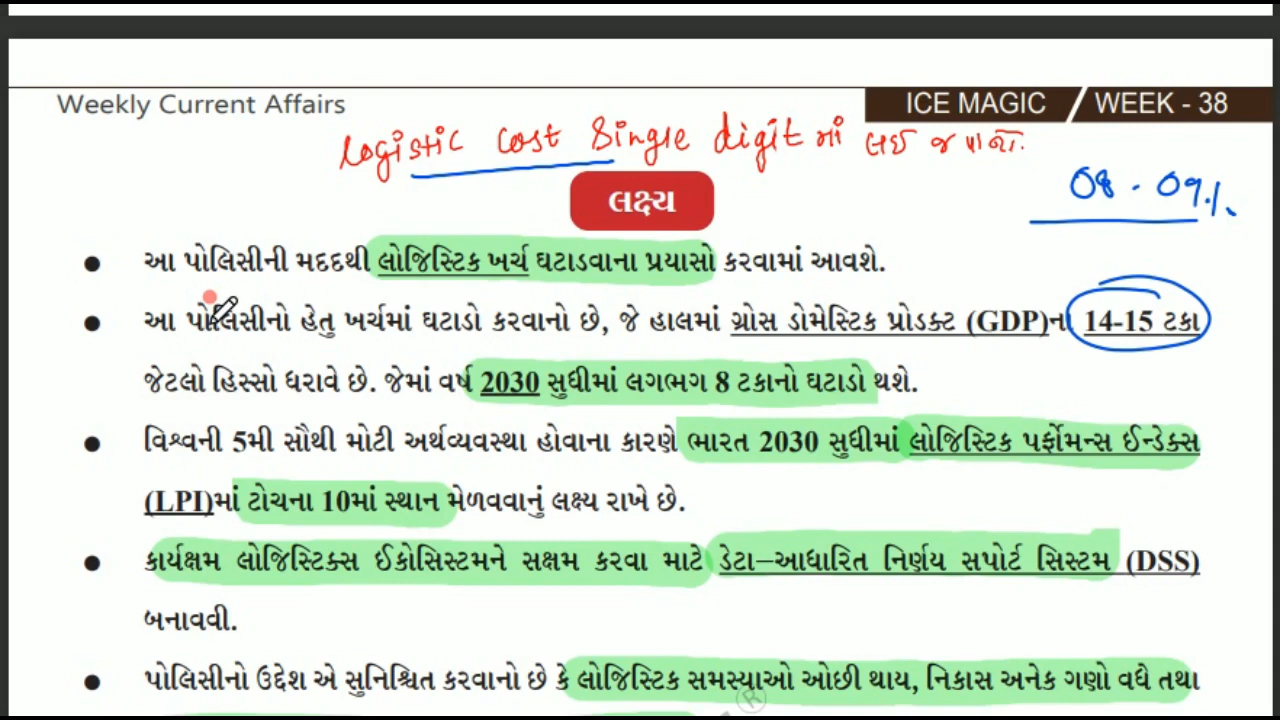 Weekly Current Affairs
ICE MAGIC / WEEK - 38
Logistic cost Single digit માં લઈ જ
08 - 09%.
લક્ષ્ય
● આ પોલિસીની મદદથી લોજિસ્ટિક ખર્ચ ઘટાડવાના પ્રયાસો કરવામાં આવશે.
● આ પોલિસીનો હેતુ ખર્ચમાં ઘટાડો કરવાનો છે, જે હાલમાં ગ્રોસ ડોમેસ્ટિક પ્રોડક્ટ (GDP)ના 14-15 ટકા
જેટલો હિસ્સો ધરાવે છે. જેમાં વર્ષ 2030 સુધીમાં લગભગ 8 ટકાનો ઘટાડો થશે.
● વિશ્વની 5મી સૌથી મોટી અર્થવ્યવસ્થા હોવાના કારણે ભારત 2030 સુધીમાં લોજિસ્ટિક પર્ફોમન્સ ઈન્ડેક્સ
(LPI)માં ટોચના 10માં સ્થાન મેળવવાનું લક્ષ્ય રાખે છે.
● કાર્યક્ષમ લોજિસ્ટિક્સ ઈકોસિસ્ટમને સક્ષમ કરવા માટે ડેટા–આધારિત નિર્ણય સપોર્ટ સિસ્ટમ (DSS)
બનાવવી.
● પોલિસીનો ઉદ્દેશ એ સુનિશ્ચિત કરવાનો છે કે લોજિસ્ટિક સમસ્યાઓ ઓછી થાય, નિકાસ અનેક ગણો વધે તથા
®